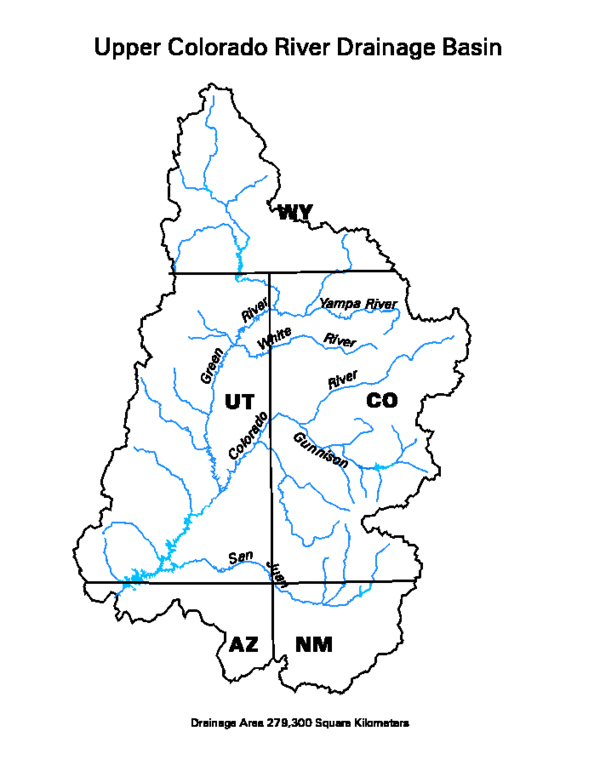 Upper Colorado River Drainage Basin
WY
Yampa River
Green River
White River
UT
CO
Colorado River
Gunnison
San Juan
AZ
NM
Drainage Area 279,300 Square Kilometers